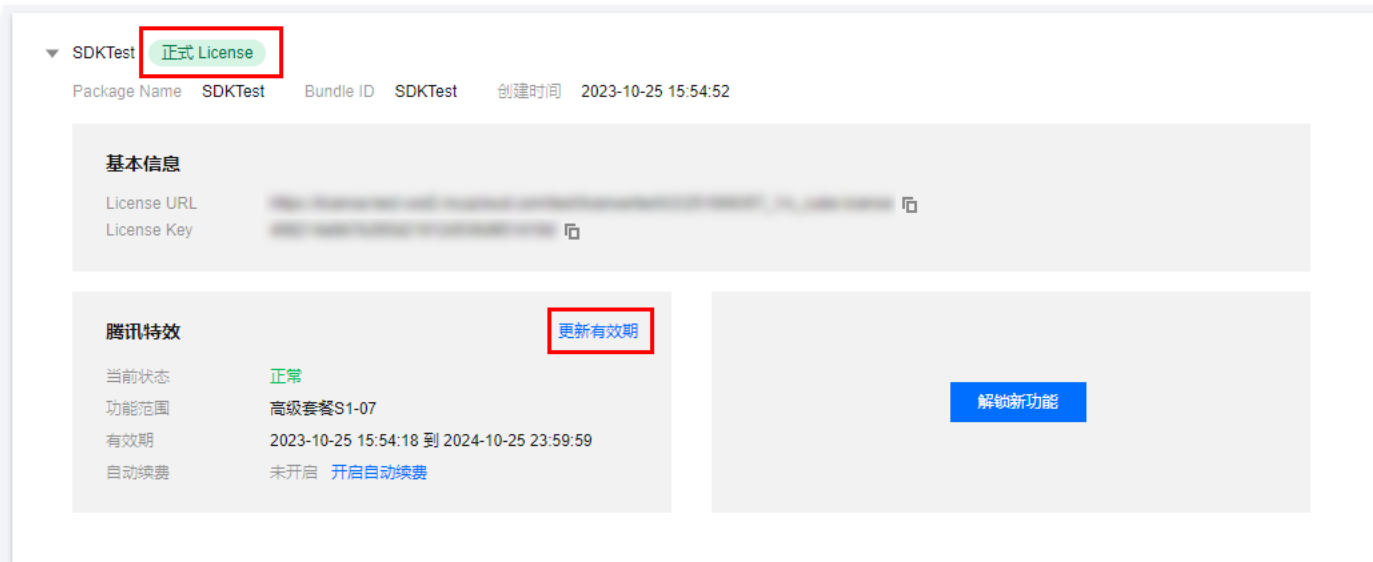 SDKTest 正式 License
Package Name SDKTest Bundle ID SDKTest 创建时间 2023-10-25 15:54:52
基本信息
License URL
License Key
腾讯特效 更新有效期
当前状态 正常
功能范围 高级套餐S1-07
有效期 2023-10-25 15:54:18 到 2024-10-25 23:59:59
自动续费 未开启 开启自动续费
解锁新功能